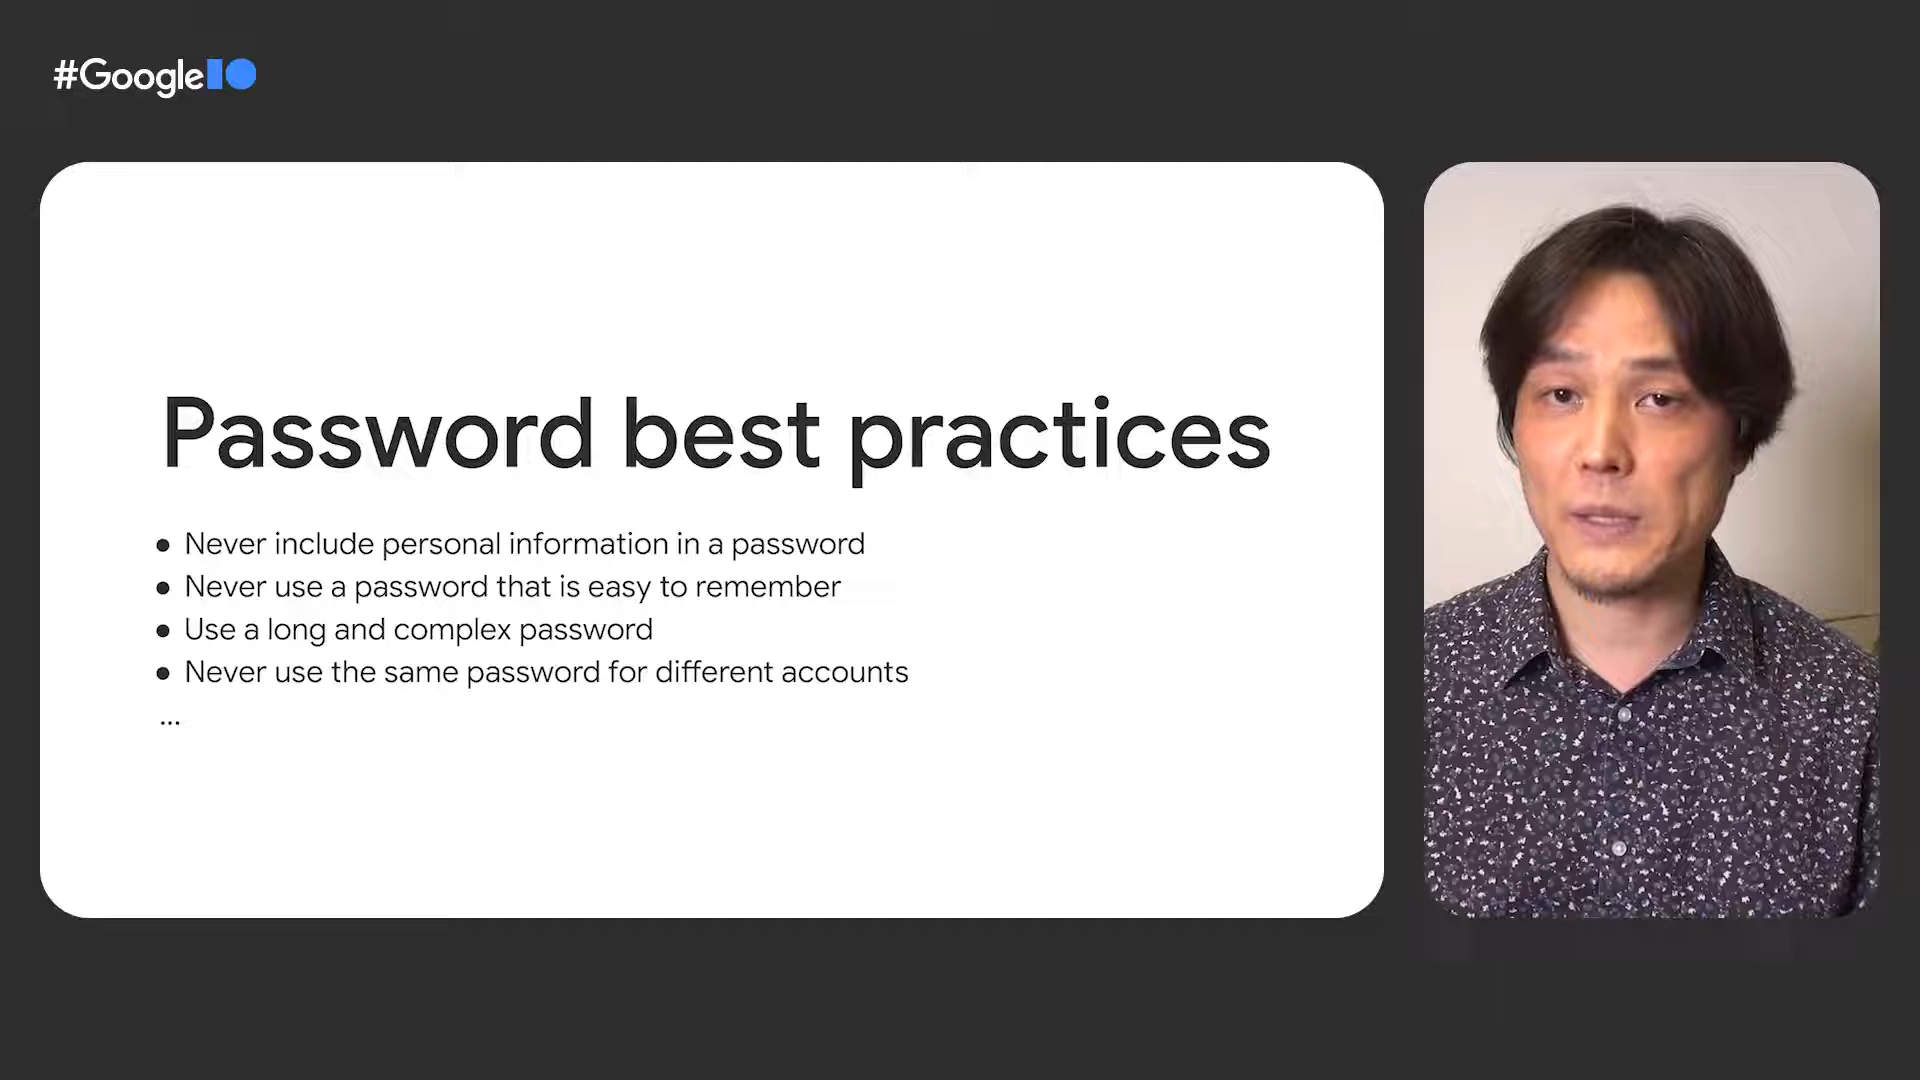 #GoogleIO
Password best practices
● Never include personal information in a password
● Never use a password that is easy to remember
● Use a long and complex password
● Never use the same password for different accounts
...